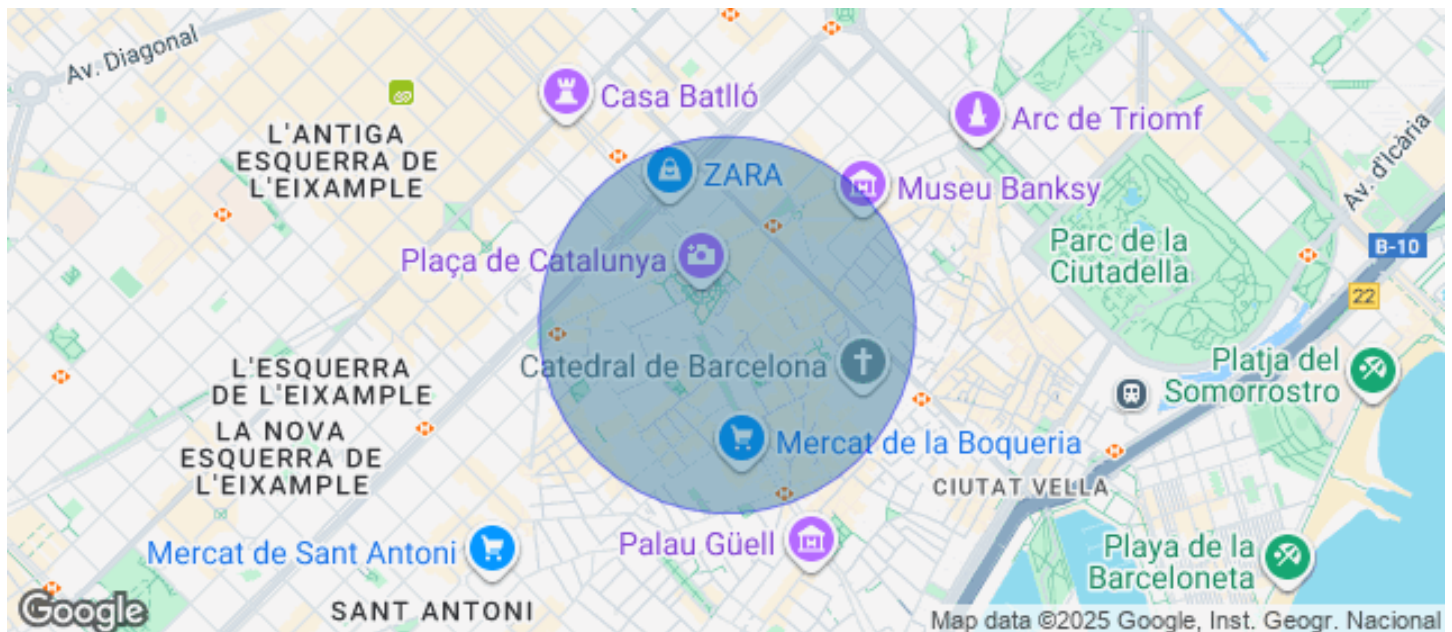 Av. Diagonal
Casa Batlló
Arc de Triomf
L'ANTIGA
ESQUERRA DE
L'EIXAMPLE
ZARA
Museu Banksy
Av. d'Icària
Plaça de Catalunya
Parc de la
Ciutadella
B-10
22
L'ESQUERRA
DE L'EIXAMPLE
Catedral de Barcelona
Platja del
Somorrostro
LA NOVA
ESQUERRA DE
L'EIXAMPLE
Mercat de la Boqueria
CIUTAT VELLA
Mercat de Sant Antoni
Palau Güell
Playa de la
Barceloneta
Google
SANT ANTONI
Map data ©2025 Google, Inst. Geogr. Nacional